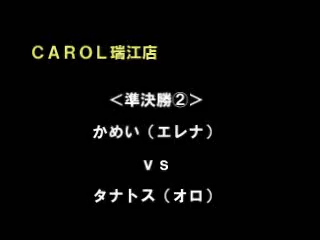 ＣＡＲＯＬ瑞江店
＜準決勝②＞
かめい（エレナ）
ｖｓ
タナトス（オロ）